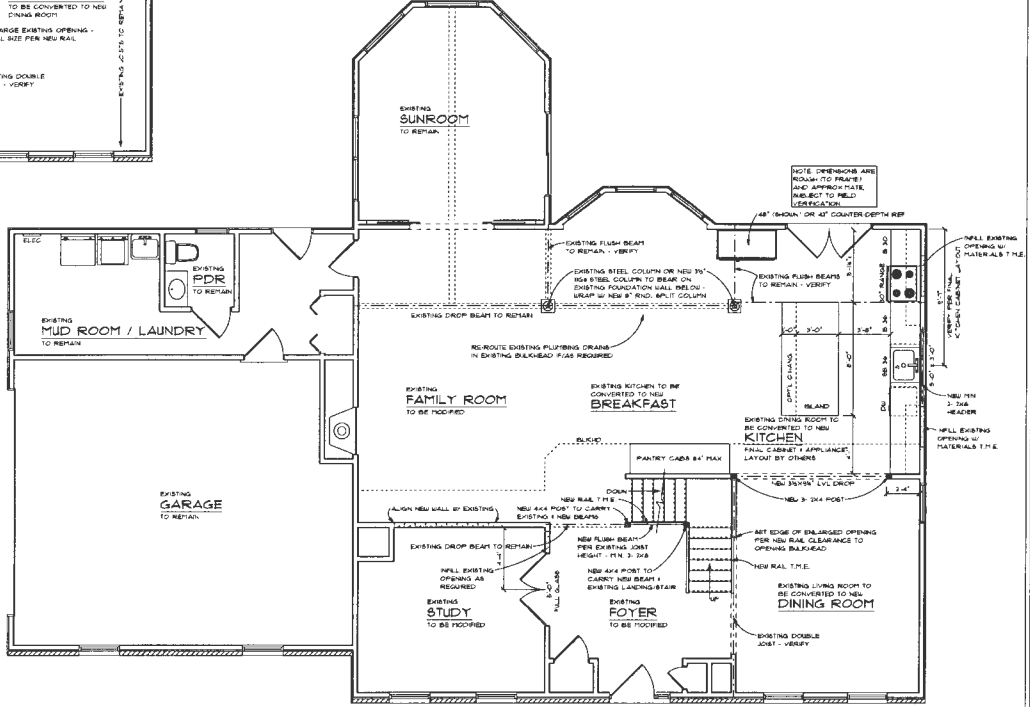 TO BE CONVERTED TO NEW
DINING ROOM
ARGE EXISTING OPENING -
L SIZE PER NEW RAIL
ING DOUBLE
- VERIFY
EXISTING
SUNROOM
TO REMAIN
NOTE: DIMENSIONS ARE
ROUGH (TO FRAME)
AND APPROXIMATE,
SUBJECT TO FIELD
VERIFICATION
48" (SHOWN) OR 42" COUNTER-DEPTH REF
ELEC
EXISTING
PDR
TO REMAIN
EXISTING
MUD ROOM / LAUNDRY
TO REMAIN
EXISTING FLUSH BEAM
TO REMAIN - VERIFY
EXISTING STEEL COLUMN OR NEW 3½"
COLUMN TO BEAR ON
EXISTING FOUNDATION WALL BELOW -
WRAP W/ NEW 8" RND. SPLIT COLUMN
EXISTING FLUSH BEAMS
TO REMAIN - VERIFY
INFILL EXISTING
OPENING W/
MATERIALS T.M.E.
EXISTING DROP BEAM TO REMAIN
RE-ROUTE EXISTING PLUMBING DRAINS
IN EXISTING BULKHEAD IF/AS REQUIRED
B 30
RANGE
B 36
SB 36
DW
VERIFY PER FINAL
KITCHEN CABINET LAYOUT
3'-0"
8'-0"
OPT'L OHANG
ISLAND
EXISTING
FAMILY ROOM
TO BE MODIFIED
EXISTING KITCHEN TO BE
CONVERTED TO NEW
BREAKFAST
NEW MIN
2- 2X6
HEADER
EXISTING DINING ROOM TO
BE CONVERTED TO NEW
KITCHEN
FINAL CABINET & APPLIANCE
LAYOUT BY OTHERS
INFILL EXISTING
OPENING W/
MATERIALS T.M.E.
BLKHD
PANTRY CABS 84" MAX
DOWN
NEW LVL DROP
NEW 3- 2X4 POST
2'-4"
EXISTING
GARAGE
TO REMAIN
ALIGN NEW WALL W/ EXISTING
NEW RAIL T.M.E.
NEW 4X4 POST TO CARRY
EXISTING & NEW BEAMS
EXISTING DROP BEAM TO REMAIN
NEW FLUSH BEAM
PER EXISTING JOIST
HEIGHT - MIN. 2- 2X8
EDGE OF ENLARGED OPENING
PER NEW RAIL CLEARANCE TO
OPENING BULKHEAD
NEW RAIL T.M.E.
INFILL EXISTING
OPENING AS
REQUIRED
NEW 4X4 POST TO
CARRY NEW BEAM &
EXISTING LANDING/STAIR
FULL GLASS
UP
EXISTING
STUDY
TO BE MODIFIED
EXISTING
FOYER
TO BE MODIFIED
EXISTING LIVING ROOM TO
BE CONVERTED TO NEW
DINING ROOM
EXISTING DOUBLE
JOIST - VERIFY